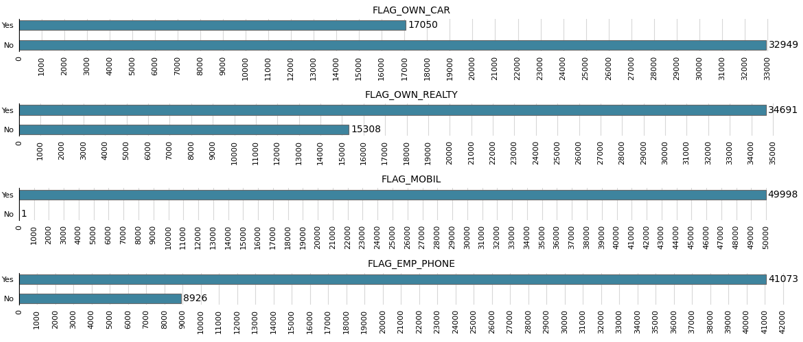 FLAG_OWN_CAR
Yes 17050
No 32949
0 1000 2000 3000 4000 5000 6000 7000 8000 9000 10000 11000 12000 13000 14000 15000 16000 17000 18000 19000 20000 21000 22000 23000 24000 25000 26000 27000 28000 29000 30000 31000 32000 33000
FLAG_OWN_REALTY
Yes 34691
No 15308
0 1000 2000 3000 4000 5000 6000 7000 8000 9000 10000 11000 12000 13000 14000 15000 16000 17000 18000 19000 20000 21000 22000 23000 24000 25000 26000 27000 28000 29000 30000 31000 32000 33000 34000 35000
FLAG_MOBIL
Yes 49998
No 1
0 1000 2000 3000 4000 5000 6000 7000 8000 9000 10000 11000 12000 13000 14000 15000 16000 17000 18000 19000 20000 21000 22000 23000 24000 25000 26000 27000 28000 29000 30000 31000 32000 33000 34000 35000 36000 37000 38000 39000 40000 41000 42000 43000 44000 45000 46000 47000 48000 49000 50000
FLAG_EMP_PHONE
Yes 41073
No 8926
0 1000 2000 3000 4000 5000 6000 7000 8000 9000 10000 11000 12000 13000 14000 15000 16000 17000 18000 19000 20000 21000 22000 23000 24000 25000 26000 27000 28000 29000 30000 31000 32000 33000 34000 35000 36000 37000 38000 39000 40000 41000 42000